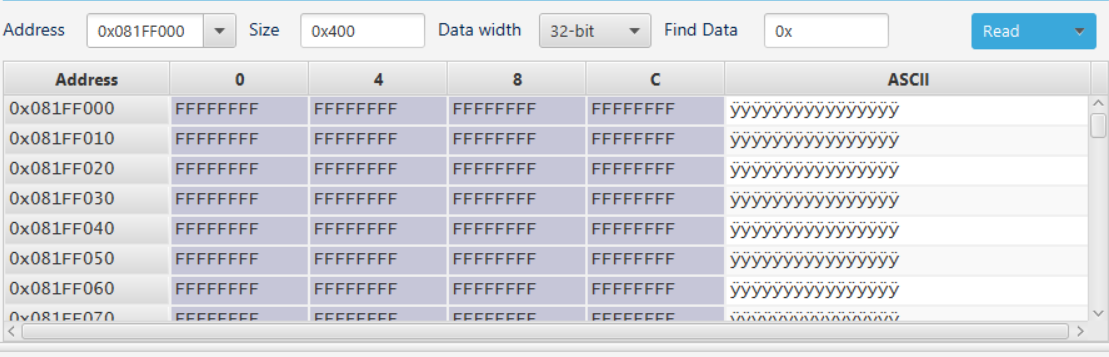 Address 0x081FF000 Size 0x400 Data width 32-bit Find Data 0x Read
Address 0 4 8 C ASCII
0x081FF000 FFFFFFFF FFFFFFFF FFFFFFFF FFFFFFFF ÿÿÿÿÿÿÿÿÿÿÿÿÿÿÿÿ
0x081FF010 FFFFFFFF FFFFFFFF FFFFFFFF FFFFFFFF ÿÿÿÿÿÿÿÿÿÿÿÿÿÿÿÿ
0x081FF020 FFFFFFFF FFFFFFFF FFFFFFFF FFFFFFFF ÿÿÿÿÿÿÿÿÿÿÿÿÿÿÿÿ
0x081FF030 FFFFFFFF FFFFFFFF FFFFFFFF FFFFFFFF ÿÿÿÿÿÿÿÿÿÿÿÿÿÿÿÿ
0x081FF040 FFFFFFFF FFFFFFFF FFFFFFFF FFFFFFFF ÿÿÿÿÿÿÿÿÿÿÿÿÿÿÿÿ
0x081FF050 FFFFFFFF FFFFFFFF FFFFFFFF FFFFFFFF ÿÿÿÿÿÿÿÿÿÿÿÿÿÿÿÿ
0x081FF060 FFFFFFFF FFFFFFFF FFFFFFFF FFFFFFFF ÿÿÿÿÿÿÿÿÿÿÿÿÿÿÿÿ
0x081FF070 FFFFFFFF FFFFFFFF FFFFFFFF FFFFFFFF ÿÿÿÿÿÿÿÿÿÿÿÿÿÿÿÿ